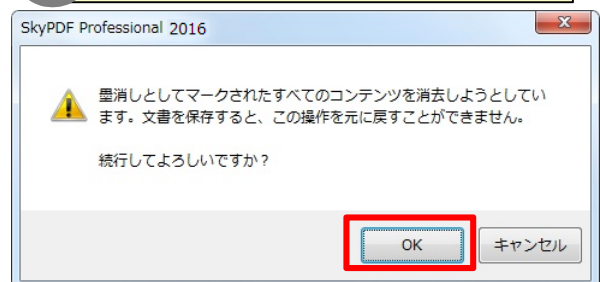 SkyPDF Professional 2016
墨消しとしてマークされたすべてのコンテンツを消去しようとしてい
ます。文書を保存すると、この操作を元に戻すことができません。
続行してよろしいですか？
OK
キャンセル